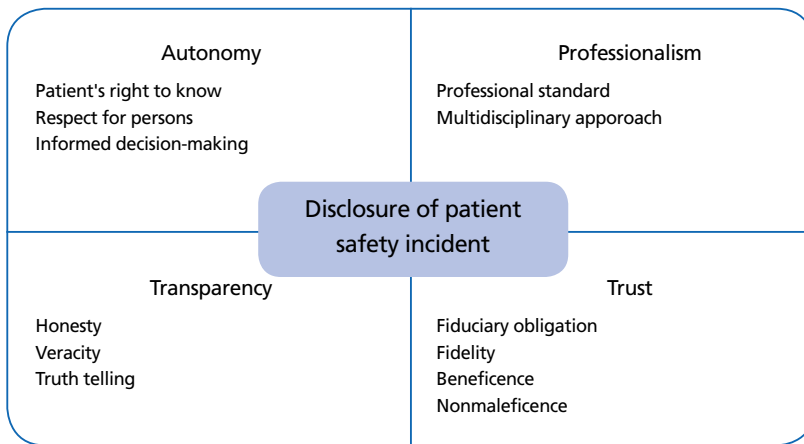 Autonomy
Patient's right to know
Respect for persons
Informed decision-making
Professionalism
Professional standard
Multidisciplinary apporoach
Disclosure of patient
safety incident
Transparency
Honesty
Veracity
Truth telling
Trust
Fiduciary obligation
Fidelity
Beneficence
Nonmaleficence